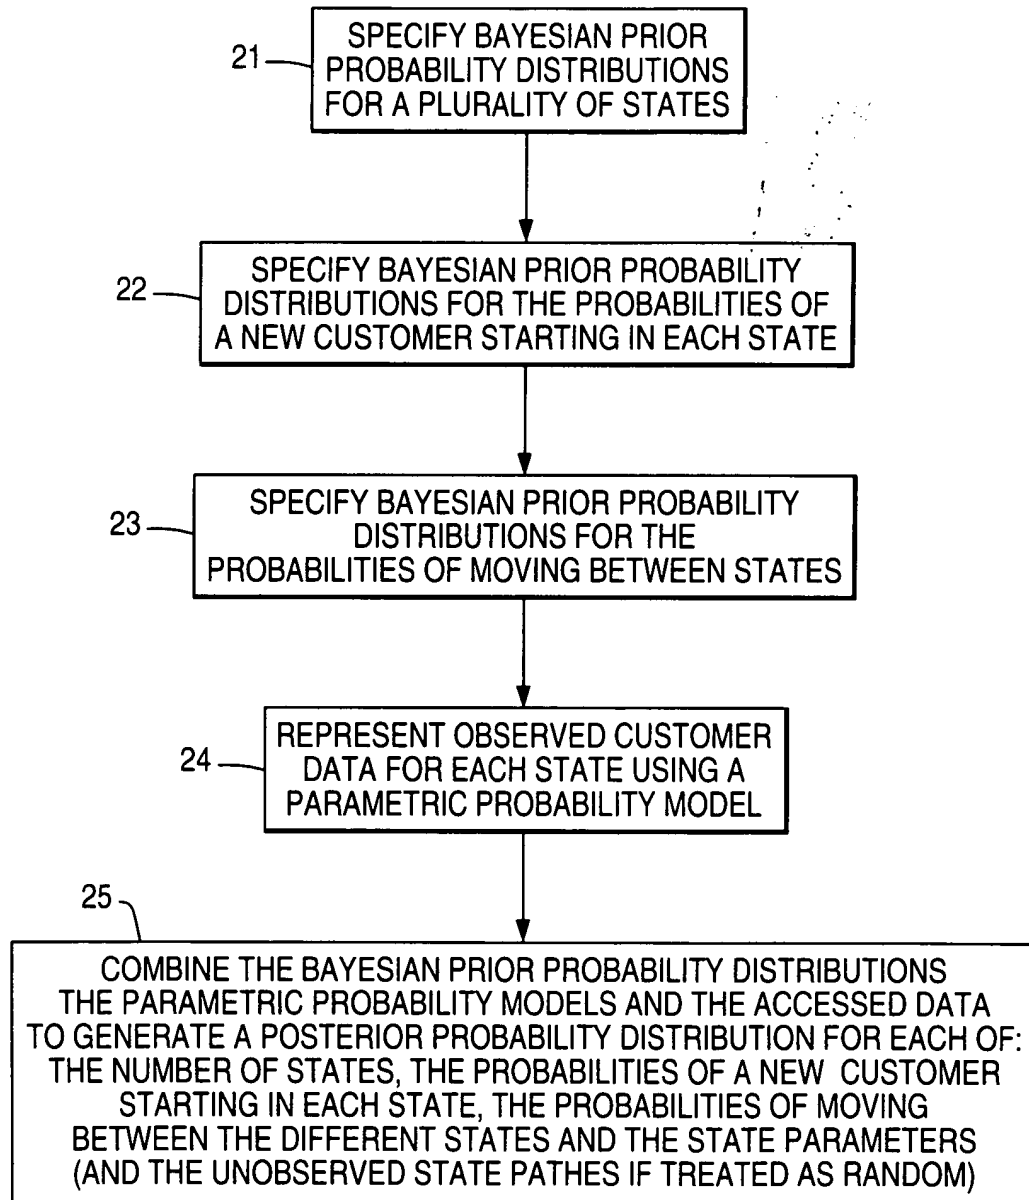 21
SPECIFY BAYESIAN PRIOR
PROBABILITY DISTRIBUTIONS
FOR A PLURALITY OF STATES
22
SPECIFY BAYESIAN PRIOR PROBABILITY
DISTRIBUTIONS FOR THE PROBABILITIES OF
A NEW CUSTOMER STARTING IN EACH STATE
23
SPECIFY BAYESIAN PRIOR PROBABILITY
DISTRIBUTIONS FOR THE
PROBABILITIES OF MOVING BETWEEN STATES
24
REPRESENT OBSERVED CUSTOMER
DATA FOR EACH STATE USING A
PARAMETRIC PROBABILITY MODEL
25
COMBINE THE BAYESIAN PRIOR PROBABILITY DISTRIBUTIONS
THE PARAMETRIC PROBABILITY MODELS AND THE ACCESSED DATA
TO GENERATE A POSTERIOR PROBABILITY DISTRIBUTION FOR EACH OF:
THE NUMBER OF STATES, THE PROBABILITIES OF A NEW CUSTOMER
STARTING IN EACH STATE, THE PROBABILITIES OF MOVING
BETWEEN THE DIFFERENT STATES AND THE STATE PARAMETERS
(AND THE UNOBSERVED STATE PATHES IF TREATED AS RANDOM)